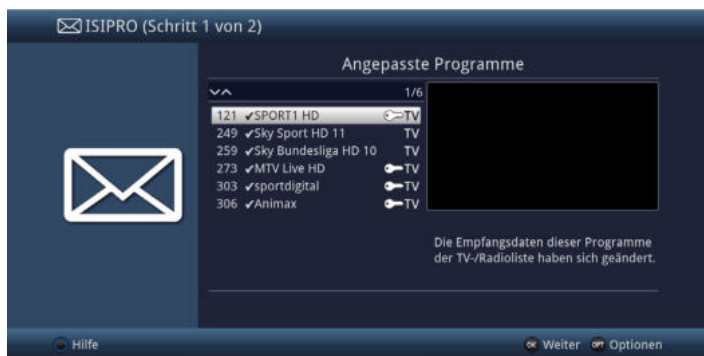 ISIPRO (Schritt 1 von 2)
Angepasste Programme
1/6
121 ✔SPORT1 HD TV
249 ✔Sky Sport HD 11 TV
259 ✔Sky Bundesliga HD 10 TV
273 ✔MTV Live HD TV
303 ✔sportdigital TV
306 ✔Animax TV
Die Empfangsdaten dieser Programme
der TV-/Radioliste haben sich geändert.
Hilfe OK Weiter OPT Optionen